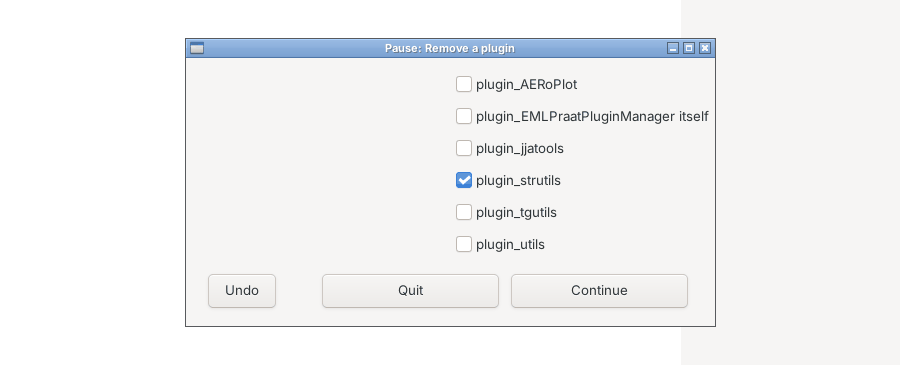 Pause: Remove a plugin
plugin_AERoPlot
plugin_EMLPraatPluginManager itself
plugin_jjatools
plugin_strutils
plugin_tgutils
plugin_utils
Undo Quit Continue